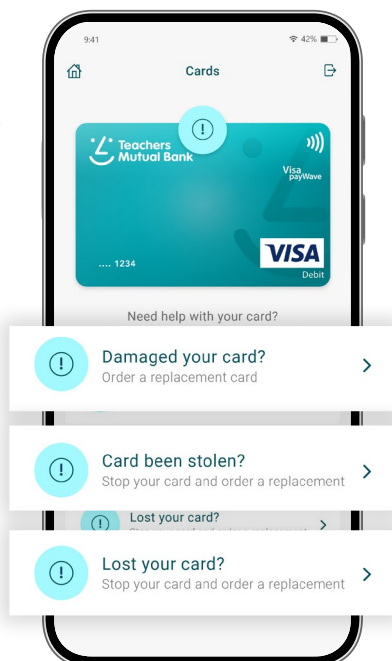 9:41
42%
Cards
Teachers
Mutual Bank
Visa
payWave
.... 1234
VISA
Debit
Need help with your card?
Damaged your card?
Order a replacement card
Card been stolen?
Stop your card and order a replacement
Lost your card?
Lost your card?
Stop your card and order a replacement